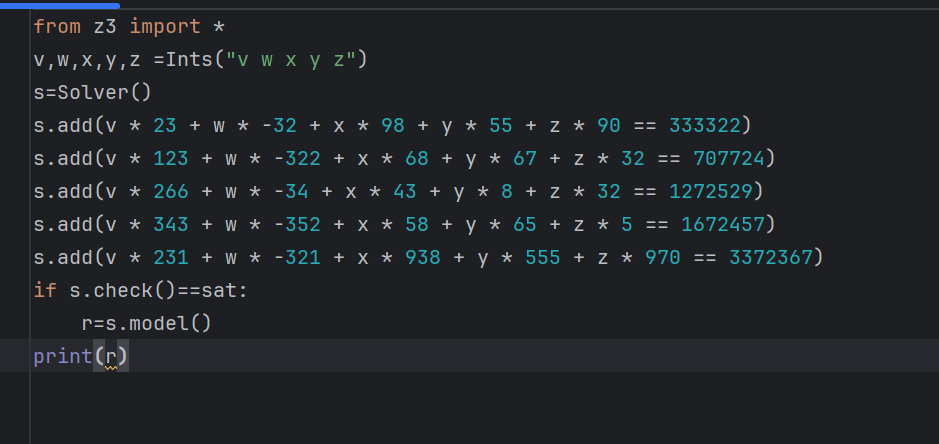 from z3 import *
v,w,x,y,z =Ints("v w x y z")
s=Solver()
s.add(v * 23 + w * -32 + x * 98 + y * 55 + z * 90 == 333322)
s.add(v * 123 + w * -322 + x * 68 + y * 67 + z * 32 == 707724)
s.add(v * 266 + w * -34 + x * 43 + y * 8 + z * 32 == 1272529)
s.add(v * 343 + w * -352 + x * 58 + y * 65 + z * 5 == 1672457)
s.add(v * 231 + w * -321 + x * 938 + y * 555 + z * 970 == 3372367)
if s.check()==sat:
    r=s.model()
print(r)